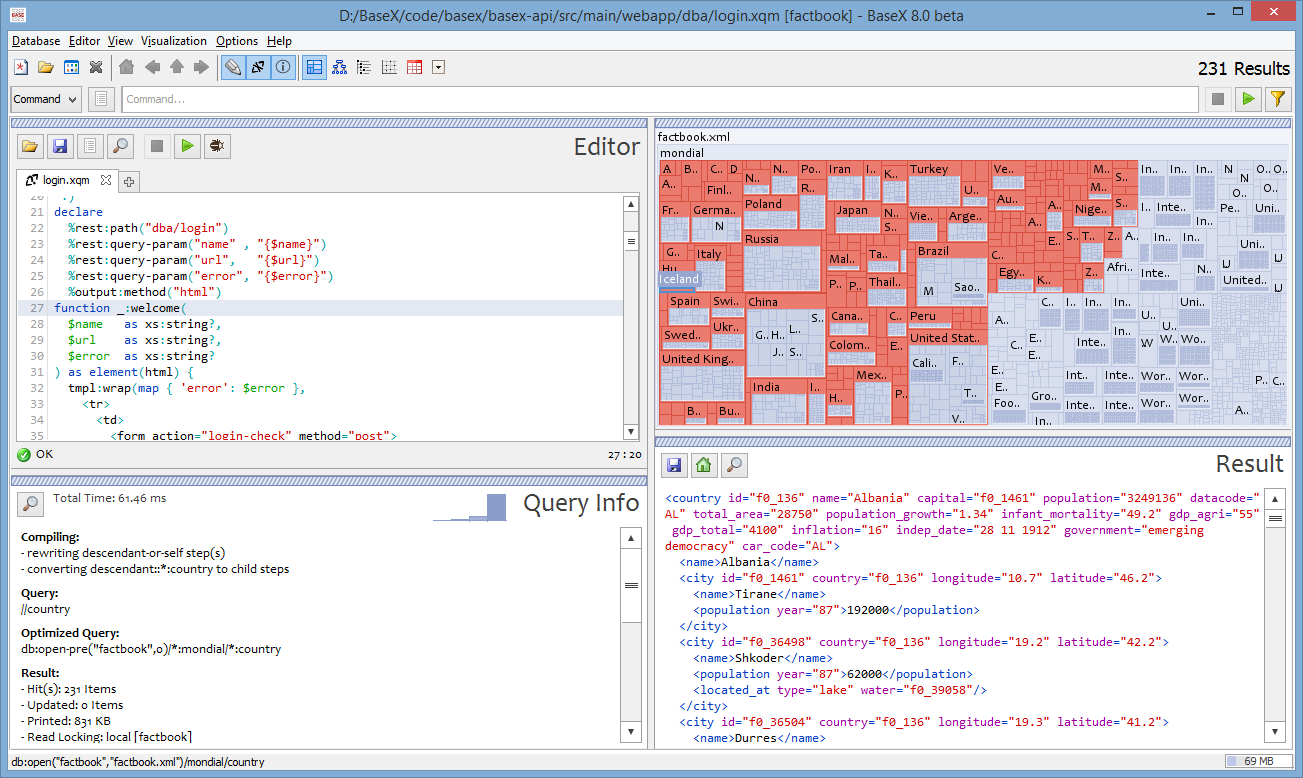 D:/BaseX/code/basex/basex-api/src/main/webapp/dba/login.xqm [factbook] - BaseX 8.0 beta
Database Editor View Visualization Options Help
231 Results
Command
Command...
Editor
login.xqm
20 :)
21 declare
22 %rest:path("dba/login")
23 %rest:query-param("name" , "{$name}")
24 %rest:query-param("url", "{$url}")
25 %rest:query-param("error", "{$error}")
26 %output:method("html")
27 function _:welcome(
28 $name as xs:string?,
29 $url as xs:string?,
30 $error as xs:string?
31 ) as element(html) {
32 tmpl:wrap(map { 'error': $error },
33 <tr>
34 <td>
35 <form action="login-check" method="post">
OK
27 : 20
Total Time: 61.46 ms
Query Info
Compiling:
- rewriting descendant-or-self step(s)
- converting descendant::*:country to child steps
Query:
//country
Optimized Query:
db:open-pre("factbook",0)/*:mondial/*:country
Result:
- Hit(s): 231 Items
- Updated: 0 Items
- Printed: 831 KB
- Read Locking: local [factbook]
factbook.xml
mondial
A B.. C.. D N.. N.. Po.. Iran I.. K.. Turkey U.. Ve.. M..
A.. Finl.. R.. Au.. M.. S..
Fr.. Germa.. Poland Japan N.. Vie.. Arge.. A.. Nige.. S..
N S..
G.. Italy Russia Mal.. Ta.. Brazil C.. E.. S.. T.. Z.. A..
Hu
Iceland P.. P.. Thail.. M Sao.. Egy.. K.. Z.. Afri..
Spain Swi.. China S.. Cana.. C.. Peru
Swed.. Ukr.. G.. H.. L.. Colom.. E.. United Stat..
United King.. J.. S.. Cali.. F..
India I.. Mex.. P.. T..
B.. Bu.. H.. V..
In.. In.. In.. N N O.. O..
I.. Inte.. Pe.. O.. O.. Uni..
In.. In.. Uni..
Inte.. N.. U United.. U
C.. In.. I.. In.. Uni..
A.. C.. E.. E.. Inte.. In.. U.. W W.. U.. Wo..
E.. E.. Int.. Int.. Wor.. Wor.. P.. C..
Foo.. Gro.. Inte.. Inte.. Wor.. Wor.. A..
In..
Result
<country id="f0_136" name="Albania" capital="f0_1461" population="3249136" datacode="
AL" total_area="28750" population_growth="1.34" infant_mortality="49.2" gdp_agri="55"
gdp_total="4100" inflation="16" indep_date="28 11 1912" government="emerging
democracy" car_code="AL">
<name>Albania</name>
<city id="f0_1461" country="f0_136" longitude="10.7" latitude="46.2">
<name>Tirane</name>
<population year="87">192000</population>
</city>
<city id="f0_36498" country="f0_136" longitude="19.2" latitude="42.2">
<name>Shkoder</name>
<population year="87">62000</population>
<located_at type="lake" water="f0_39058"/>
</city>
<city id="f0_36504" country="f0_136" longitude="19.3" latitude="41.2">
<name>Durres</name>
db:open("factbook","factbook.xml")/mondial/country
69 MB